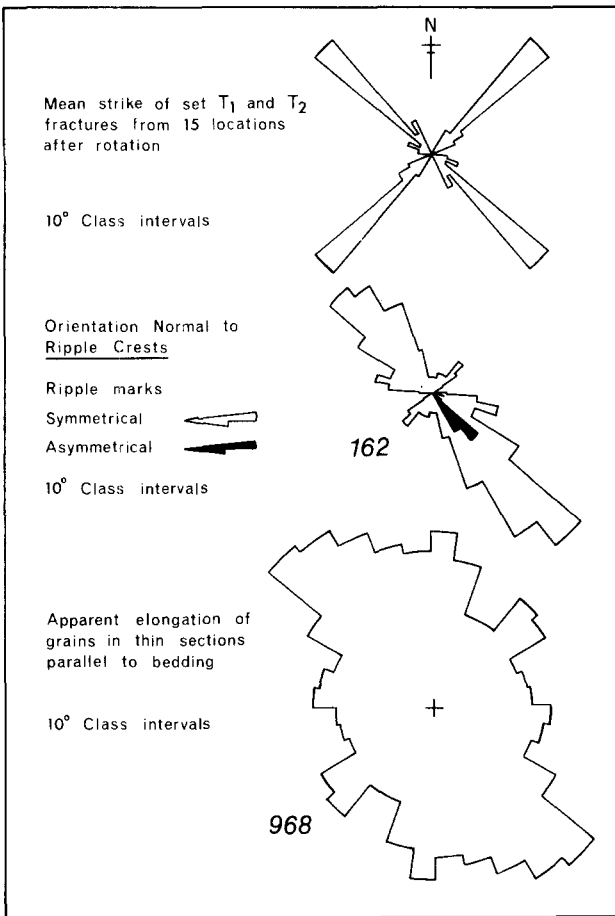 N
Mean strike of set T₁ and T₂
fractures from 15 locations
after rotation
10° Class intervals
Orientation Normal to
Ripple Crests
Ripple marks
Symmetrical
Asymmetrical
162
10° Class intervals
Apparent elongation of
grains in thin sections
parallel to bedding
10° Class intervals
968